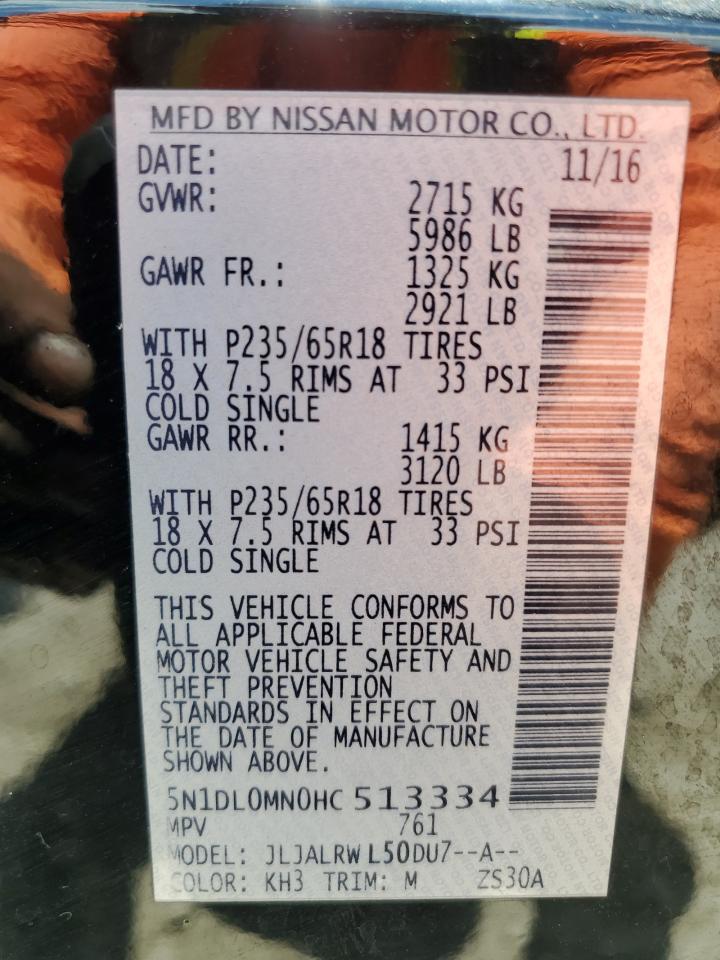 MFD BY NISSAN MOTOR CO., LTD.
DATE: 11/16
GVWR: 2715 KG
5986 LB
GAWR FR.: 1325 KG
2921 LB
WITH P235/65R18 TIRES
18 X 7.5 RIMS AT 33 PSI
COLD SINGLE
GAWR RR.: 1415 KG
3120 LB
WITH P235/65R18 TIRES
18 X 7.5 RIMS AT 33 PSI
COLD SINGLE
THIS VEHICLE CONFORMS TO
ALL APPLICABLE FEDERAL
MOTOR VEHICLE SAFETY AND
THEFT PREVENTION
STANDARDS IN EFFECT ON
THE DATE OF MANUFACTURE
SHOWN ABOVE.
5N1DL0MN0HC 513334
MPV 761
MODEL: JLJALRW L50DU7--A--
COLOR: KH3 TRIM: M ZS30A